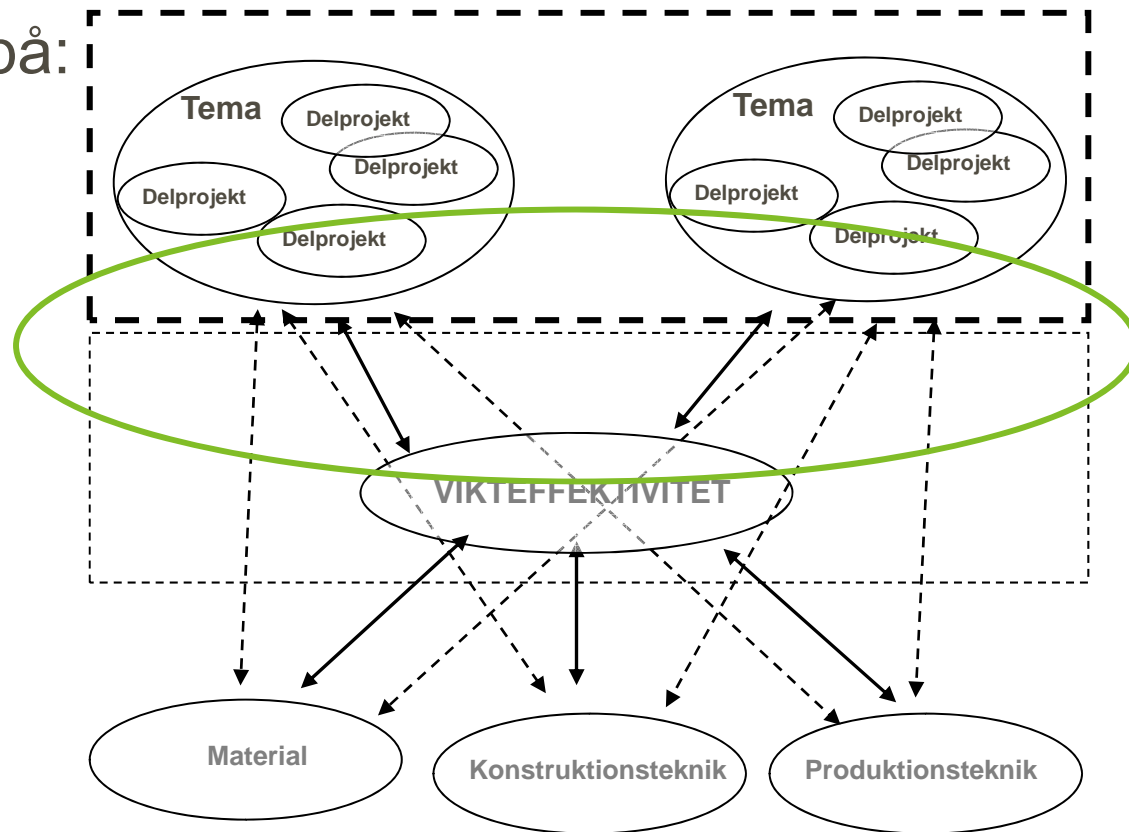 på:
Tema
Delprojekt
Delprojekt
Delprojekt
Delprojekt
Tema
Delprojekt
Delprojekt
Delprojekt
Delprojekt
VIKTEFFEKTIVITET
Material
Konstruktionsteknik
Produktionsteknik